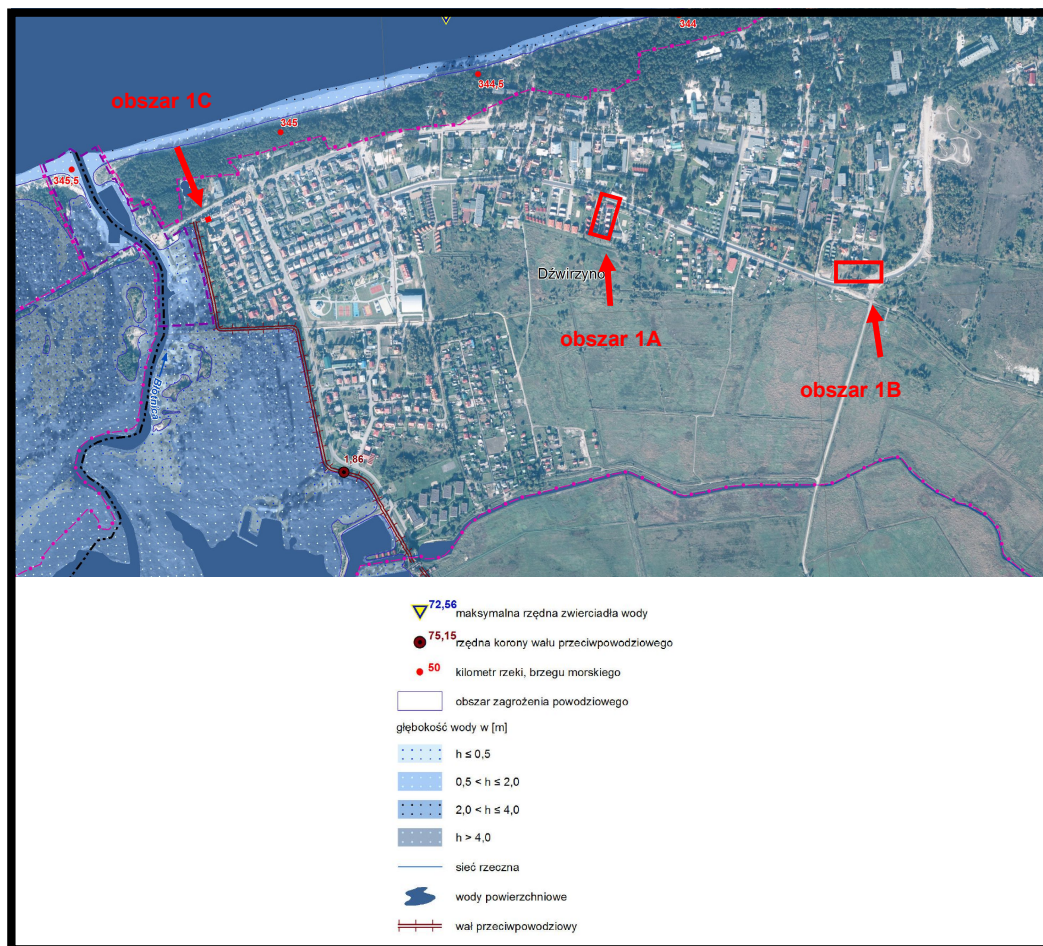 344
344,5
obszar 1C
345
345,5
Dźwirzyno
obszar 1A
obszar 1B
Błotnica
1,86
72,56
maksymalna rzędna zwierciadła wody
75,15
rzędna korony wału przeciwpowodziowego
50
kilometr rzeki, brzegu morskiego
obszar zagrożenia powodziowego
głębokość wody w [m]
h ≤ 0,5
0,5 < h ≤ 2,0
2,0 < h ≤ 4,0
h > 4,0
sieć rzeczna
wody powierzchniowe
wał przeciwpowodziowy